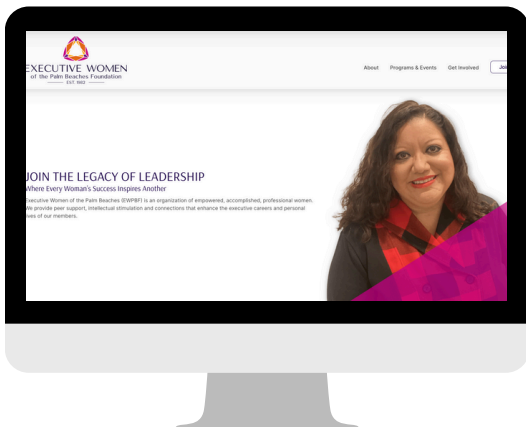 EXECUTIVE WOMEN
of the Palm Beaches Foundation
EST. 1982
About Programs & Events Get Involved Joi
JOIN THE LEGACY OF LEADERSHIP
Where Every Woman's Success Inspires Another
Executive Women of the Palm Beaches (EWPBF) is an organization of empowered, accomplished, professional women.
We provide peer support, intellectual stimulation and connections that enhance the executive careers and personal
lives of our members.